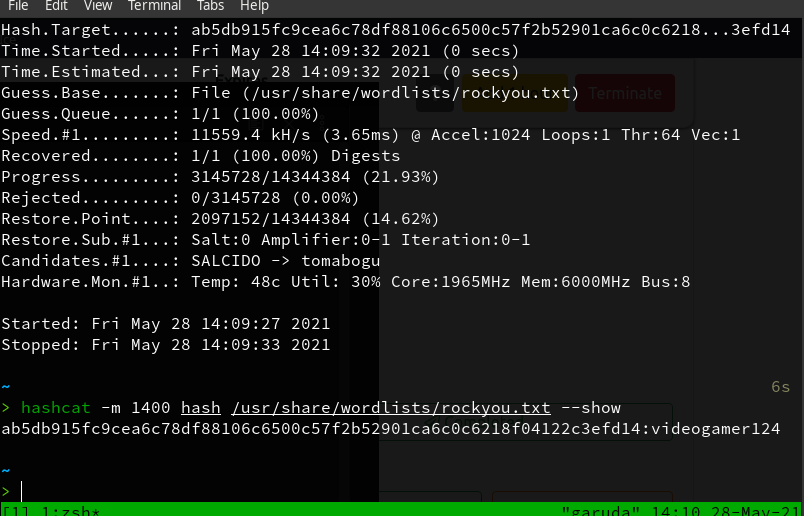 File Edit View Terminal Tabs Help
Hash.Target......: ab5db915fc9cea6c78df88106c6500c57f2b52901ca6c0c6218...3efd14
Time.Started.....: Fri May 28 14:09:32 2021 (0 secs)
Time.Estimated...: Fri May 28 14:09:32 2021 (0 secs)
Guess.Base.......: File (/usr/share/wordlists/rockyou.txt)
Terminate
Guess.Queue......: 1/1 (100.00%)
Speed.#1.........: 11559.4 kH/s (3.65ms) @ Accel:1024 Loops:1 Thr:64 Vec:1
Recovered........: 1/1 (100.00%) Digests
Progress.........: 3145728/14344384 (21.93%)
Rejected.........: 0/3145728 (0.00%)
Restore.Point....: 2097152/14344384 (14.62%)
Restore.Sub.#1...: Salt:0 Amplifier:0-1 Iteration:0-1
Candidates.#1....: SALCIDO -> tomabogu
Hardware.Mon.#1..: Temp: 48c Util: 30% Core:1965MHz Mem:6000MHz Bus:8
Started: Fri May 28 14:09:27 2021
Stopped: Fri May 28 14:09:33 2021
~ 6s
> hashcat -m 1400 hash /usr/share/wordlists/rockyou.txt --show
ab5db915fc9cea6c78df88106c6500c57f2b52901ca6c0c6218f04122c3efd14:videogamer124
~
>
[1] 1:zsh* "garuda" 14:10 28-May-21